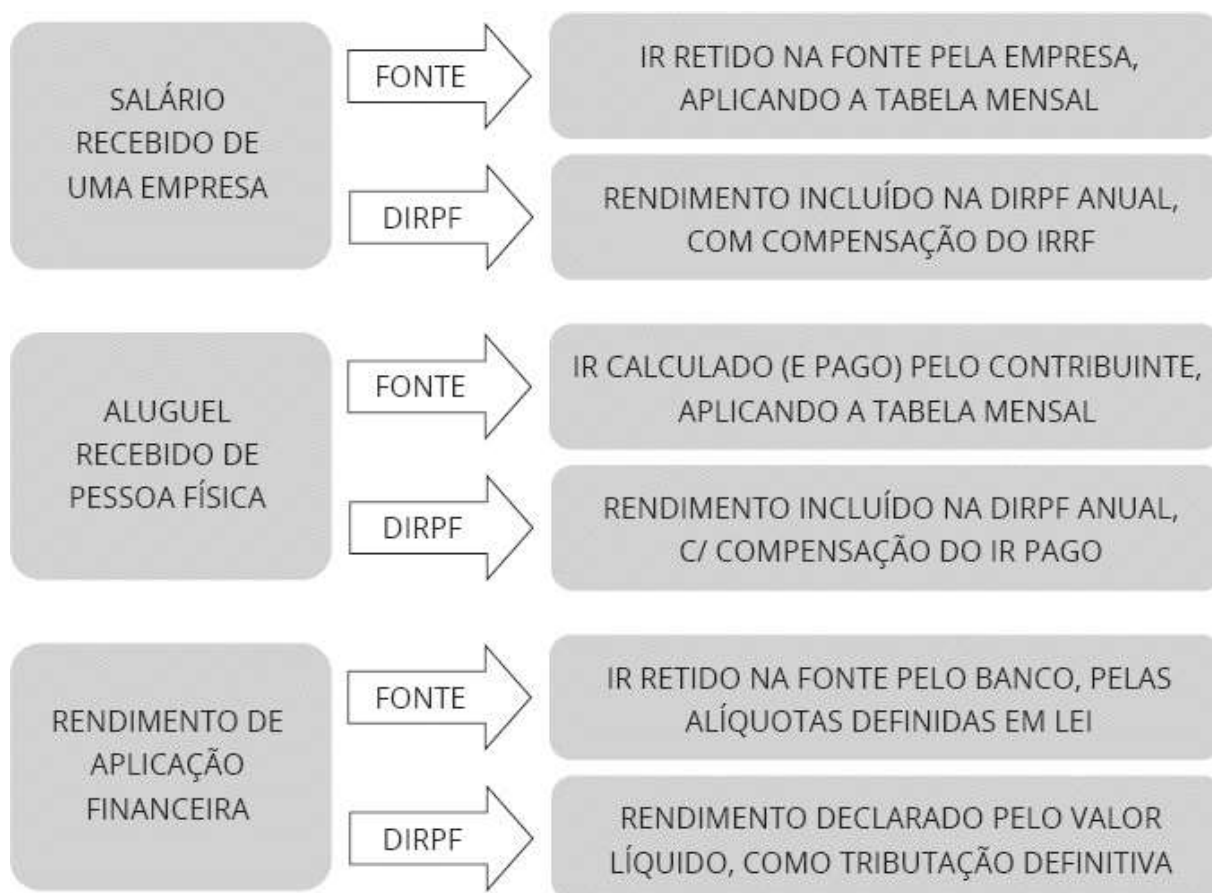 SALÁRIO
RECEBIDO DE
UMA EMPRESA
FONTE
IR RETIDO NA FONTE PELA EMPRESA,
APLICANDO A TABELA MENSAL
DIRPF
RENDIMENTO INCLUÍDO NA DIRPF ANUAL,
COM COMPENSAÇÃO DO IRRF
ALUGUEL
RECEBIDO DE
PESSOA FÍSICA
FONTE
IR CALCULADO (E PAGO) PELO CONTRIBUINTE,
APLICANDO A TABELA MENSAL
DIRPF
RENDIMENTO INCLUÍDO NA DIRPF ANUAL,
C/ COMPENSAÇÃO DO IR PAGO
RENDIMENTO DE
APLICAÇÃO
FINANCEIRA
FONTE
IR RETIDO NA FONTE PELO BANCO, PELAS
ALÍQUOTAS DEFINIDAS EM LEI
DIRPF
RENDIMENTO DECLARADO PELO VALOR
LÍQUIDO, COMO TRIBUTAÇÃO DEFINITIVA